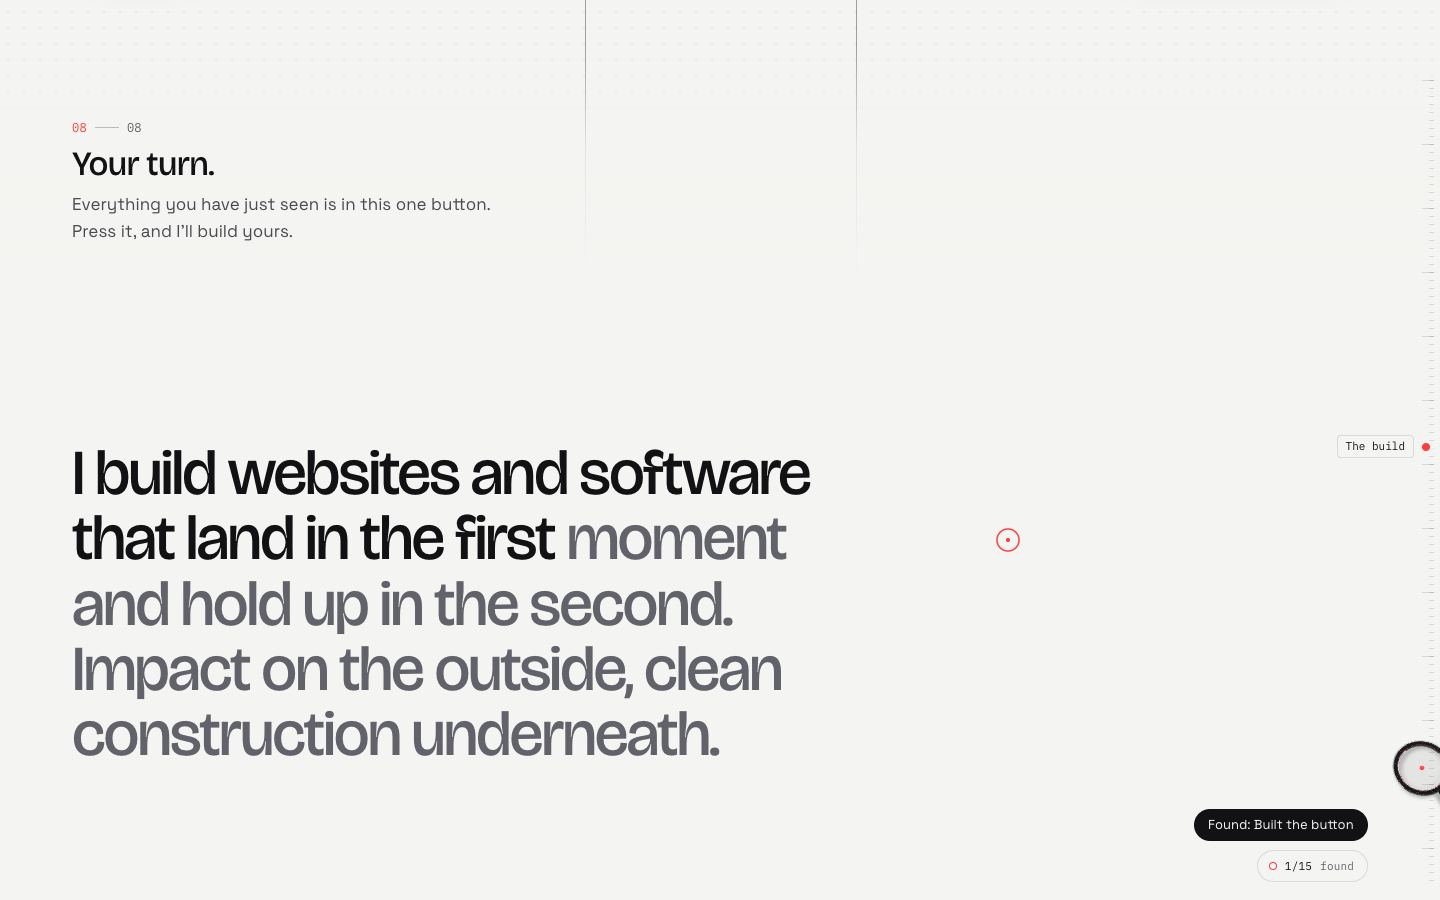 08 — 08
Your turn.
Everything you have just seen is in this one button.
Press it, and I'll build yours.
The build
I build websites and software
that land in the first moment
and hold up in the second.
Impact on the outside, clean
construction underneath.
Found: Built the button
1/15 found